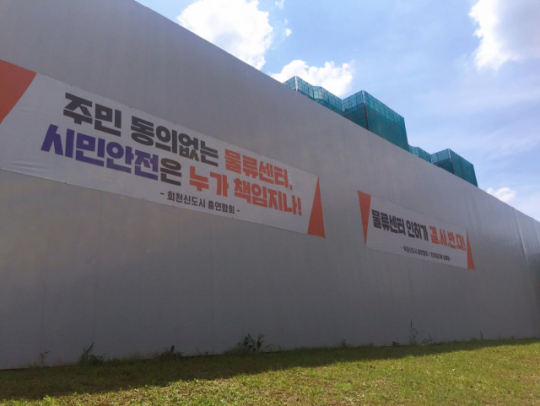 주민 동의없는 물류센터,
시민안전은 누가 책임지나!
- 회천신도시 총연합회 -
물류센터 인허가 결사반대!